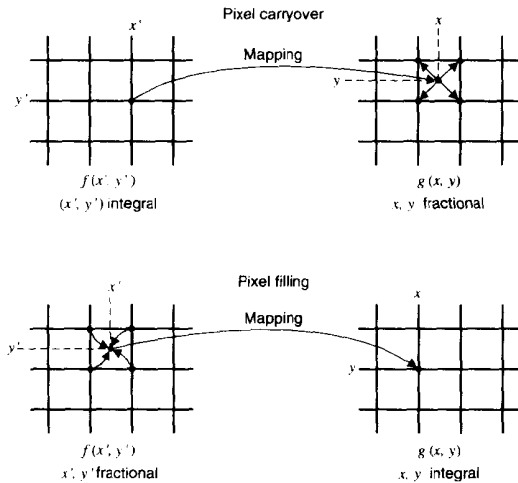 Pixel carryover
x'
x
Mapping
y'
y
f(x', y')
g(x, y)
(x', y') integral
x, y fractional
Pixel filling
x'
x
Mapping
y'
y
f(x', y')
g(x, y)
x', y' fractional
x, y integral